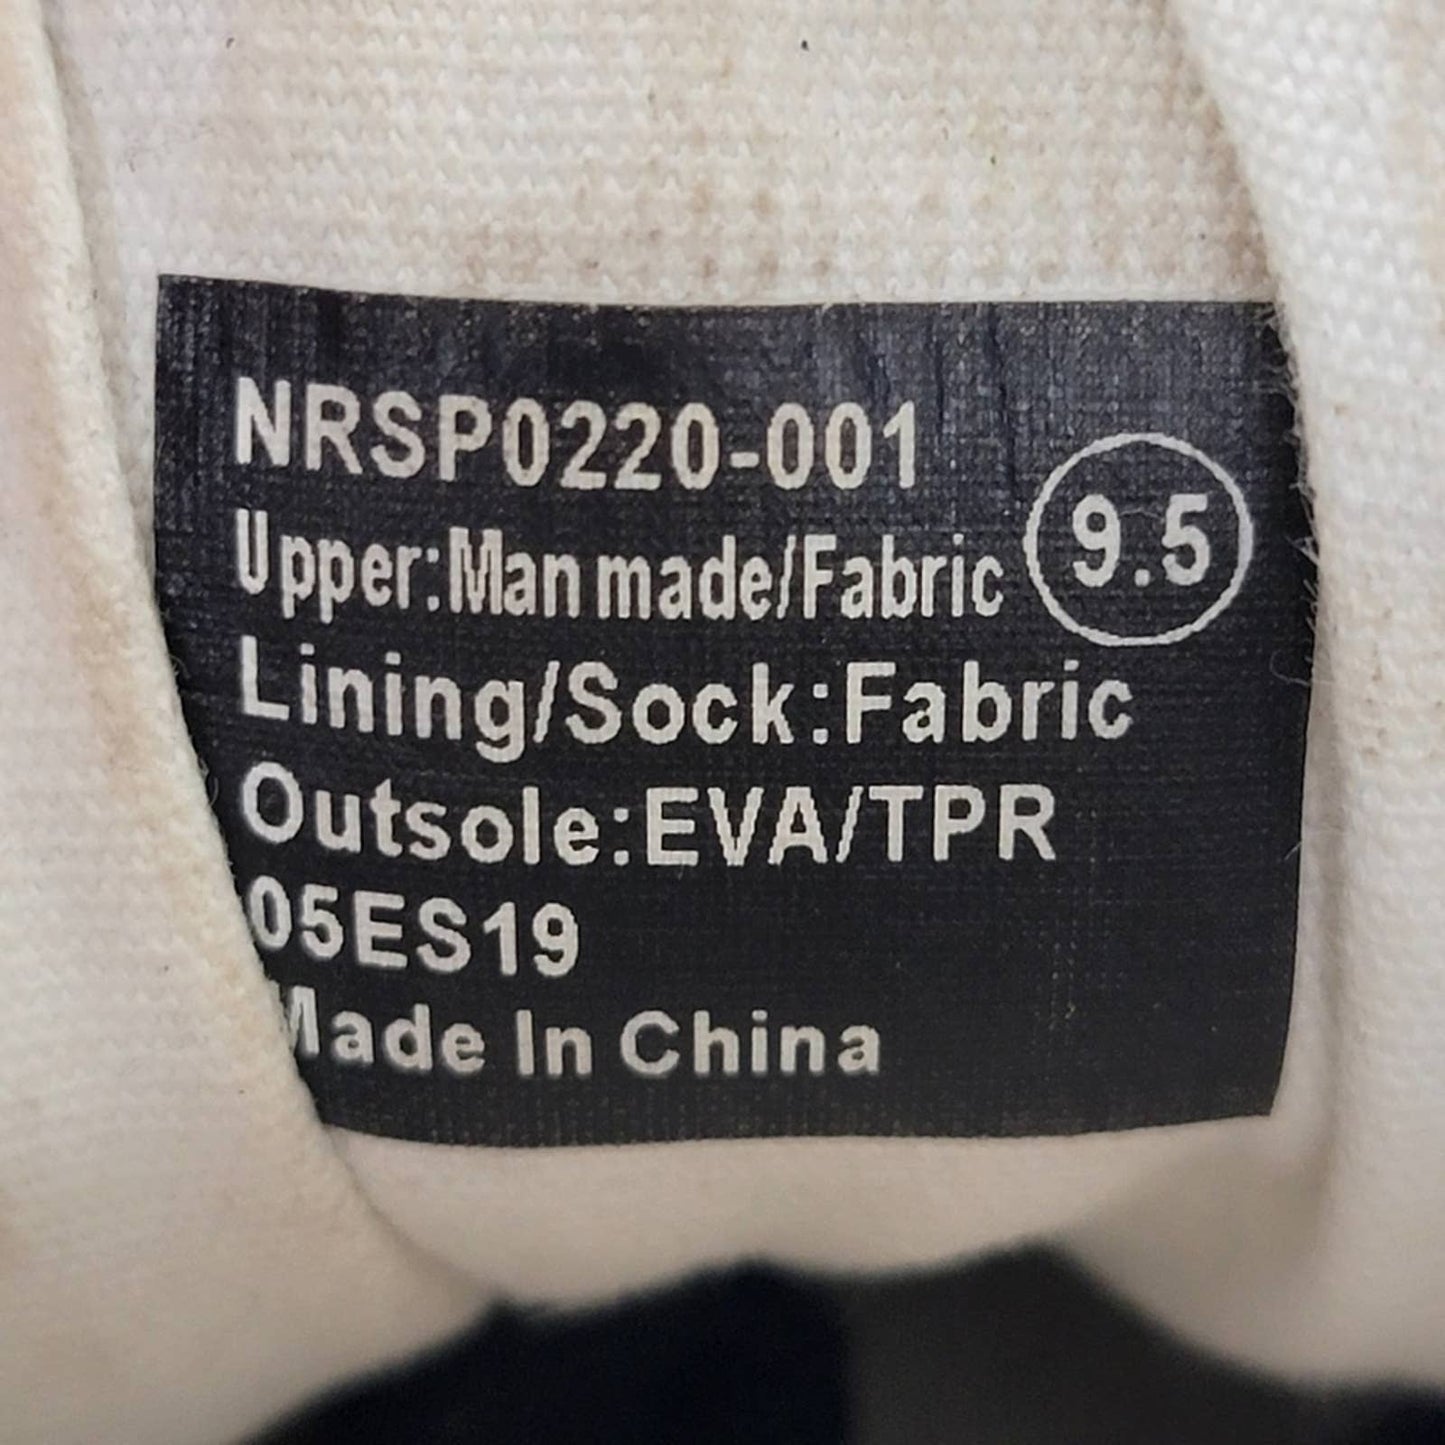 NRSP0220-001
9.5
Upper:Man made/Fabric
Lining/Sock:Fabric
Outsole:EVA/TPR
05ES19
Made In China